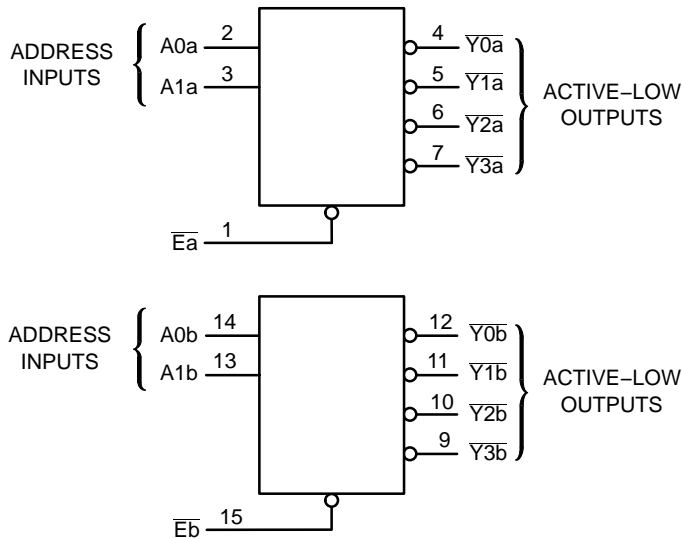 ADDRESS
INPUTS
A0a 2
A1a 3
4 Y0a
5 Y1a
6 Y2a
7 Y3a
ACTIVE–LOW
OUTPUTS
Ea 1
ADDRESS
INPUTS
A0b 14
A1b 13
12 Y0b
11 Y1b
10 Y2b
9 Y3b
ACTIVE–LOW
OUTPUTS
Eb 15